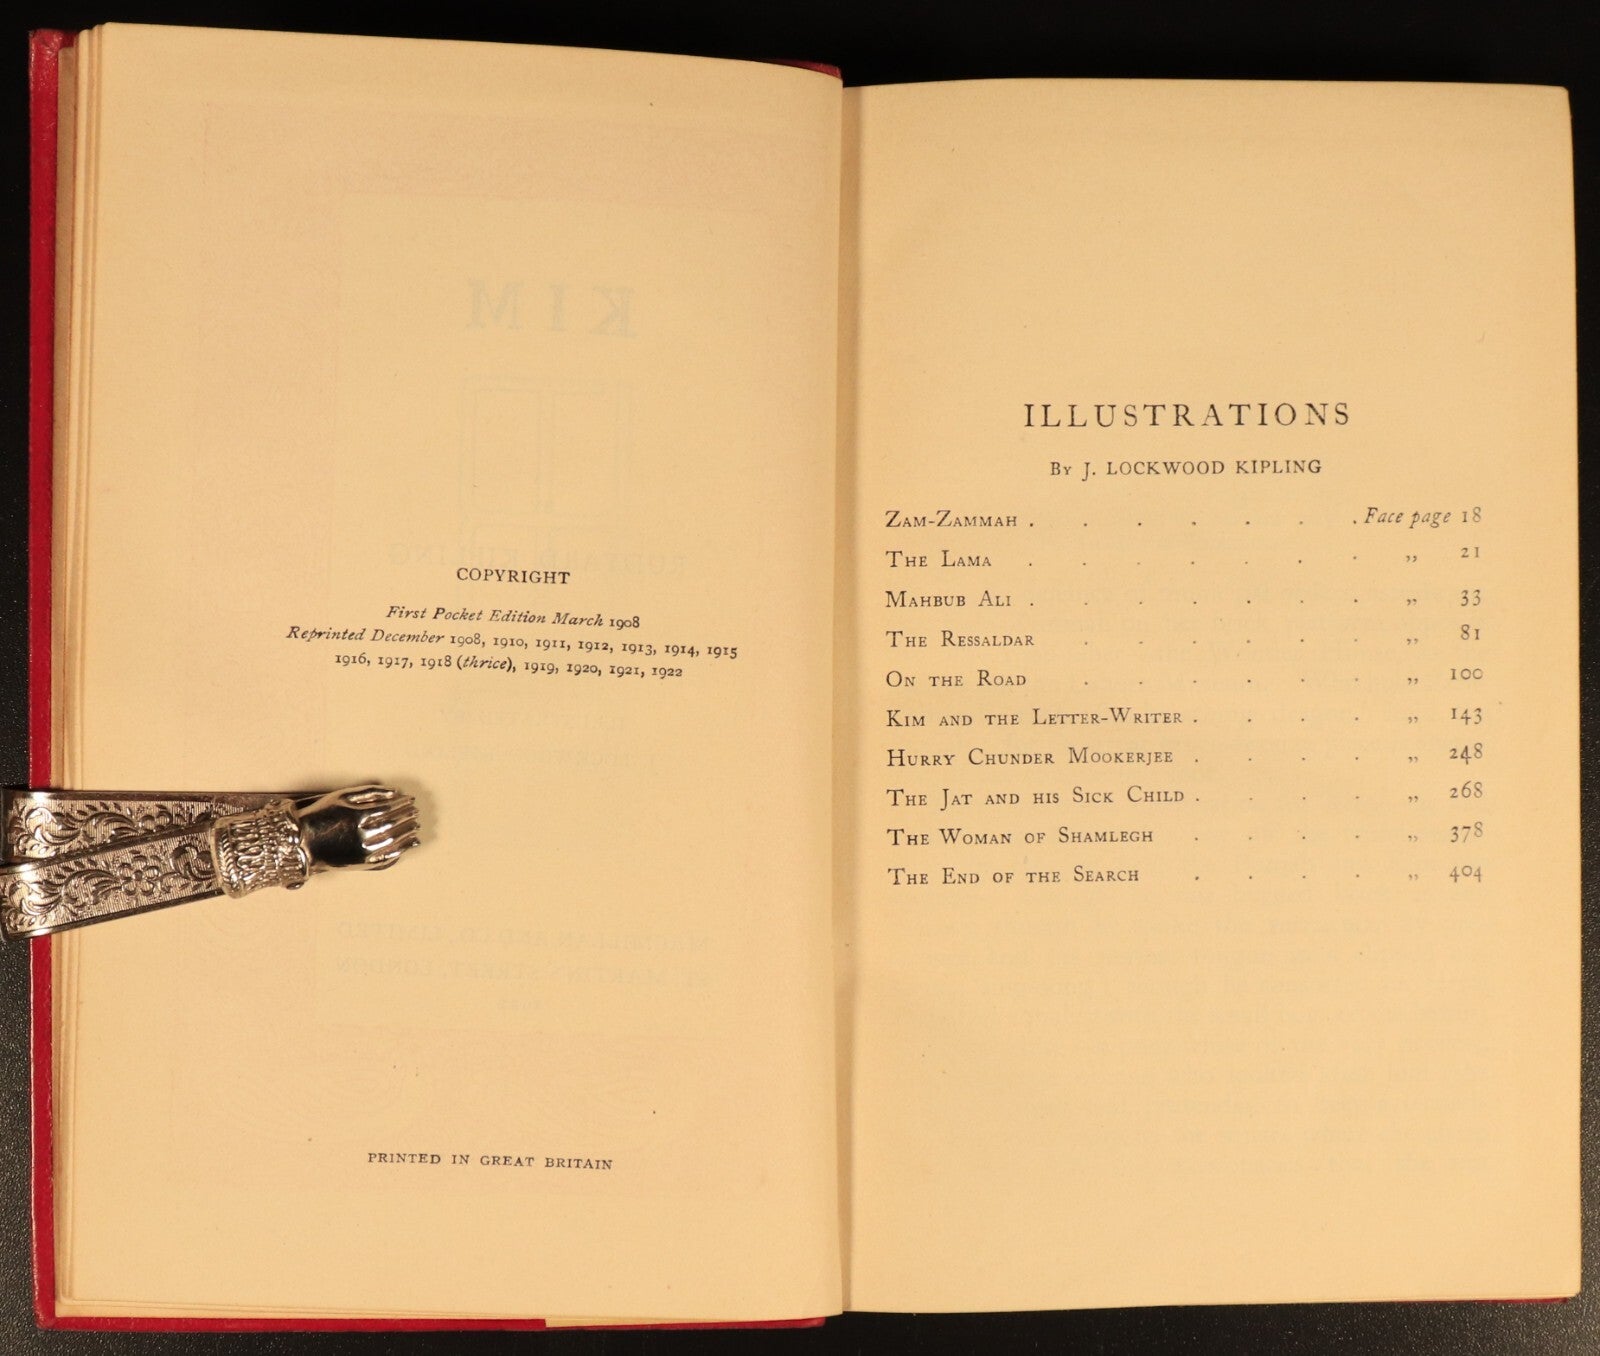 COPYRIGHT
First Pocket Edition March 1908
Reprinted December 1908, 1910, 1911, 1912, 1913, 1914, 1915
1916, 1917, 1918 (thrice), 1919, 1920, 1921, 1922
PRINTED IN GREAT BRITAIN
ILLUSTRATIONS
BY J. LOCKWOOD KIPLING
ZAM-ZAMMAH . . . . . . . Face page 18
THE LAMA . . . . . . . „ 21
MAHBUB ALI . . . . . . . „ 33
THE RESSALDAR . . . . . . „ 81
ON THE ROAD . . . . . . „ 100
KIM AND THE LETTER-WRITER . . . . „ 143
HURRY CHUNDER MOOKERJEE . . . . „ 248
THE JAT AND HIS SICK CHILD . . . . „ 268
THE WOMAN OF SHAMLEGH . . . . „ 378
THE END OF THE SEARCH . . . . „ 404